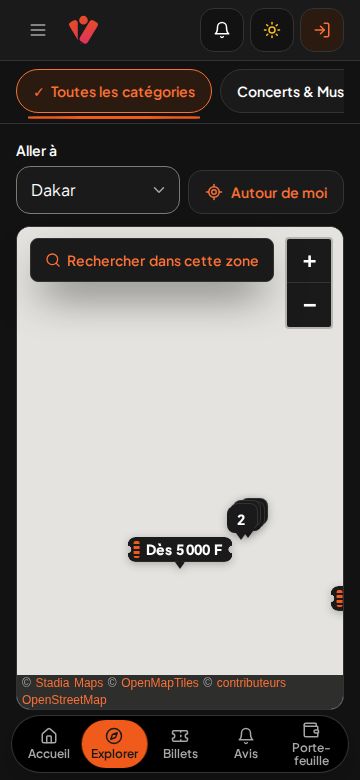 ✓ Toutes les catégories
Concerts & Mus
Aller à
Dakar
Autour de moi
Rechercher dans cette zone
+
−
2
Dès 5 000 F
© Stadia Maps © OpenMapTiles © contributeurs
OpenStreetMap
Accueil
Explorer
Billets
Avis
Porte-
feuille